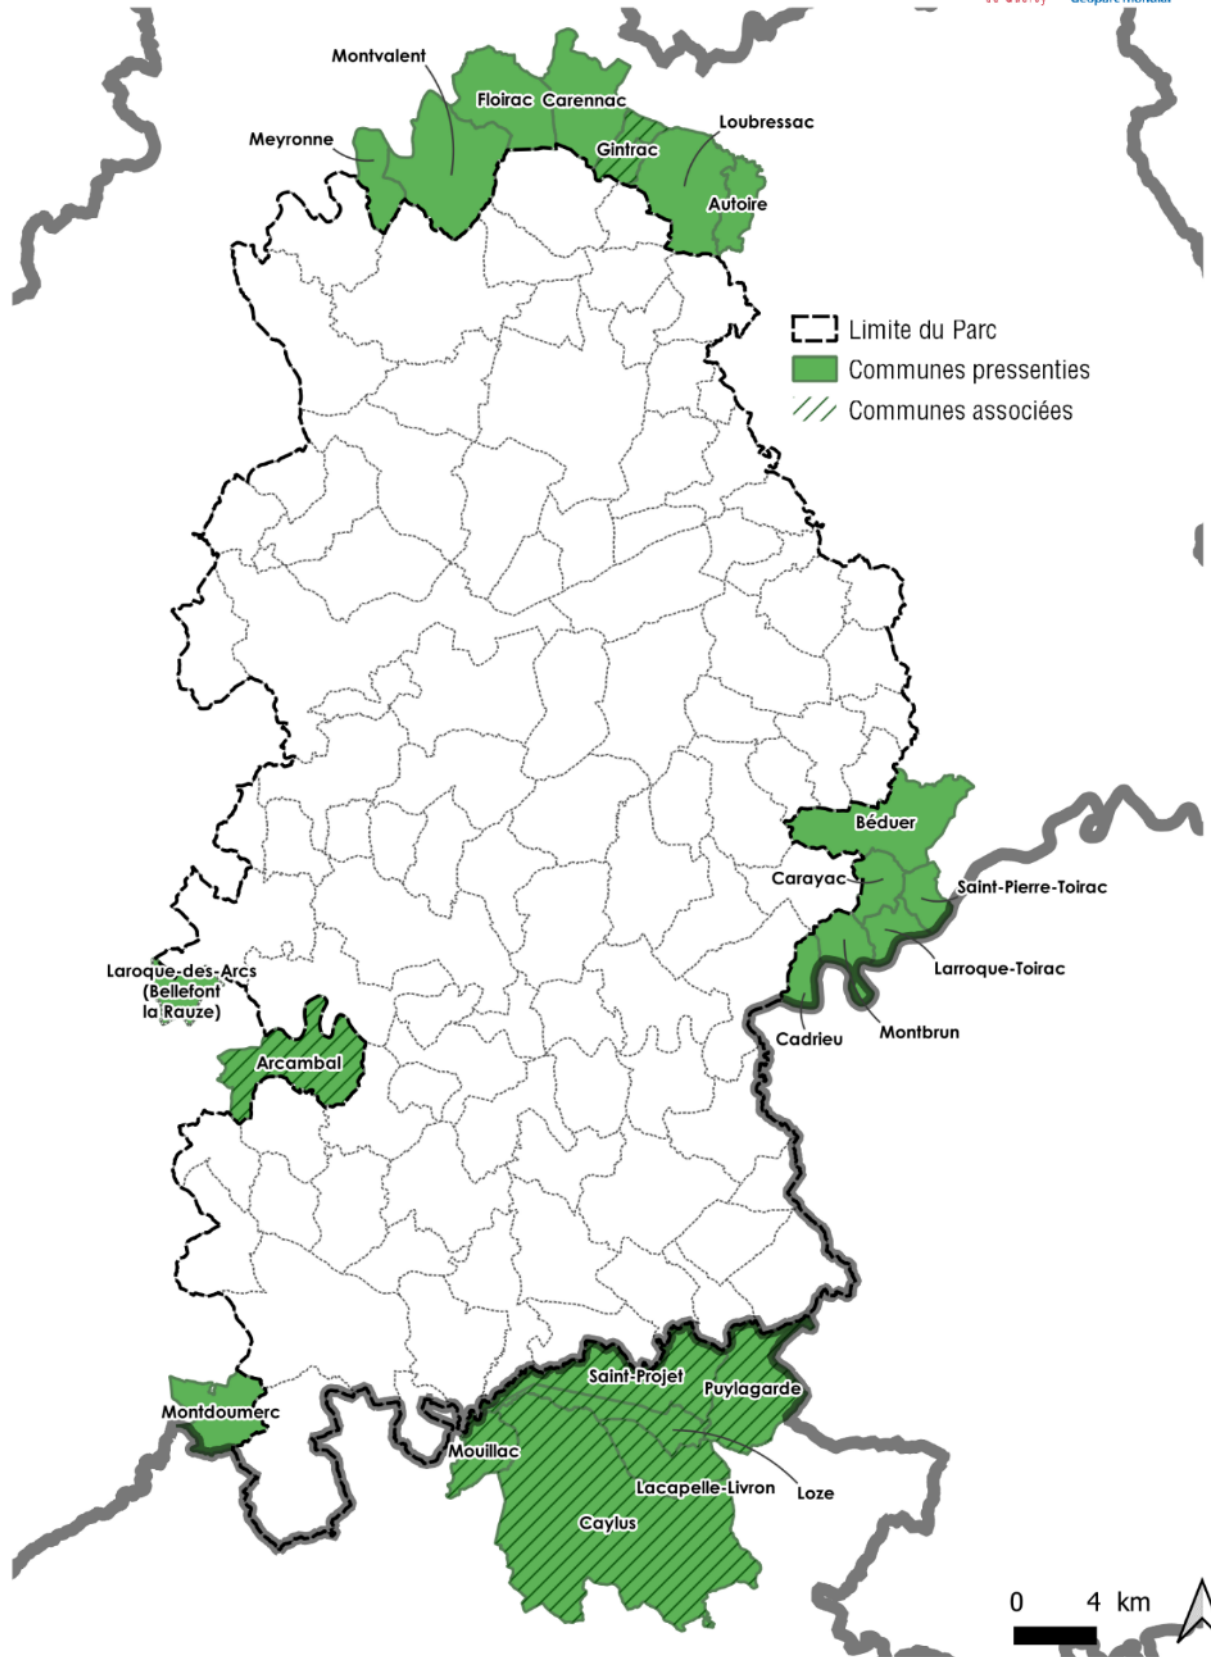 Géoparc mondial
Montvalent
Floirac
Carennac
Loubressac
Meyronne
Gintrac
Autoire
Limite du Parc
Communes pressenties
Communes associées
Béduer
Carayac
Saint-Pierre-Toirac
Larroque-Toirac
Laroque-des-Arcs
(Bellefont
la Rauze)
Cadrieu
Montbrun
Arcambal
Saint-Projet
Puylagarde
Montdoumerc
Mouillac
Lacapelle-Livron
Loze
Caylus
0 4 km